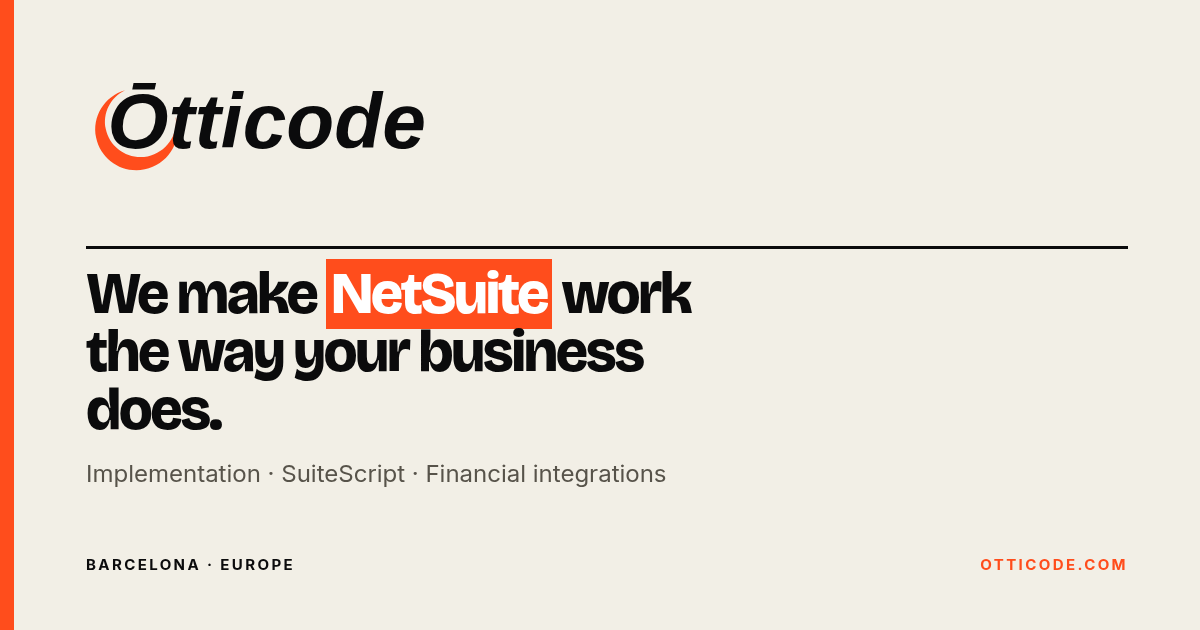 Ōtticode
We make NetSuite work
the way your business
does.
Implementation · SuiteScript · Financial integrations
BARCELONA · EUROPE
OTTICODE.COM